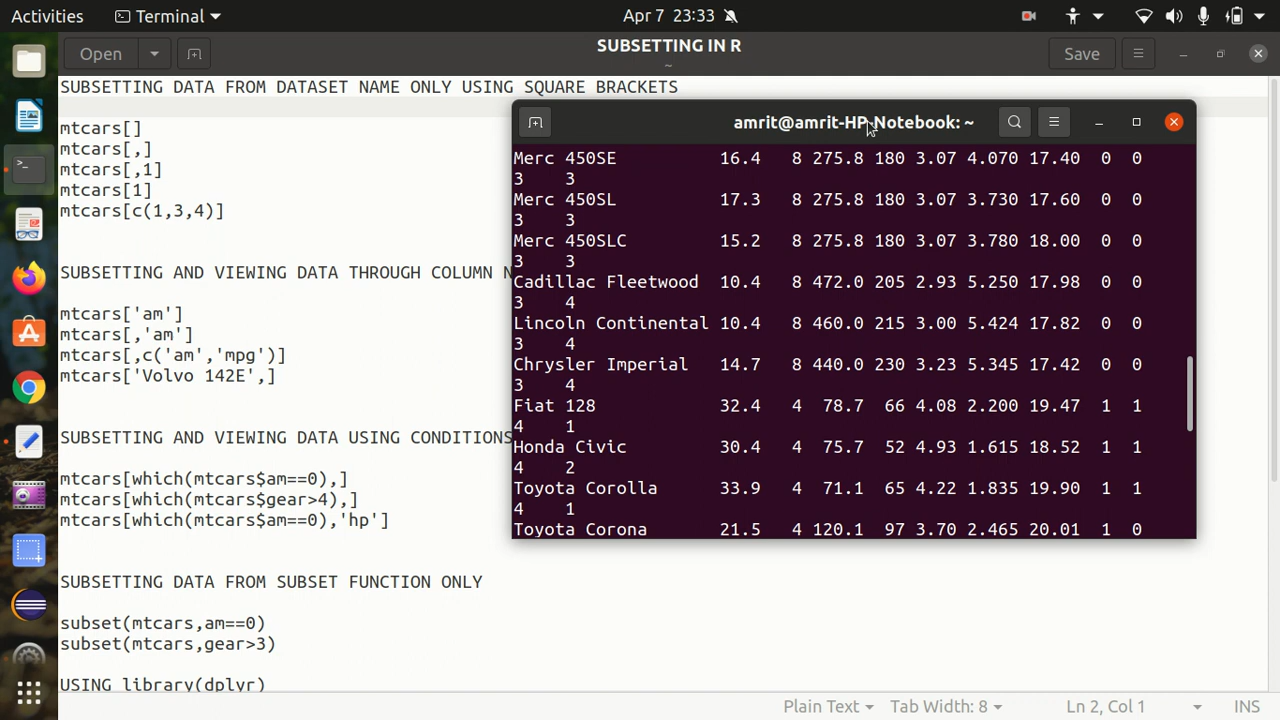 Activities
Terminal
Apr 7 23:33
Open
SUBSETTING IN R
~
Save
SUBSETTING DATA FROM DATASET NAME ONLY USING SQUARE BRACKETS
mtcars[]
mtcars[,]
mtcars[,1]
mtcars[1]
mtcars[c(1,3,4)]
SUBSETTING AND VIEWING DATA THROUGH COLUMN N
mtcars['am']
mtcars[,'am']
mtcars[,c('am','mpg')]
mtcars['Volvo 142E',]
SUBSETTING AND VIEWING DATA USING CONDITIONS
mtcars[which(mtcars$am==0),]
mtcars[which(mtcars$gear>4),]
mtcars[which(mtcars$am==0),'hp']
SUBSETTING DATA FROM SUBSET FUNCTION ONLY
subset(mtcars,am==0)
subset(mtcars,gear>3)
USING library(dplyr)
amrit@amrit-HP-Notebook: ~
Merc 450SE 16.4 8 275.8 180 3.07 4.070 17.40 0 0
3 3
Merc 450SL 17.3 8 275.8 180 3.07 3.730 17.60 0 0
3 3
Merc 450SLC 15.2 8 275.8 180 3.07 3.780 18.00 0 0
3 3
Cadillac Fleetwood 10.4 8 472.0 205 2.93 5.250 17.98 0 0
3 4
Lincoln Continental 10.4 8 460.0 215 3.00 5.424 17.82 0 0
3 4
Chrysler Imperial 14.7 8 440.0 230 3.23 5.345 17.42 0 0
3 4
Fiat 128 32.4 4 78.7 66 4.08 2.200 19.47 1 1
4 1
Honda Civic 30.4 4 75.7 52 4.93 1.615 18.52 1 1
4 2
Toyota Corolla 33.9 4 71.1 65 4.22 1.835 19.90 1 1
4 1
Toyota Corona 21.5 4 120.1 97 3.70 2.465 20.01 1 0
Plain Text
Tab Width: 8
Ln 2, Col 1
INS